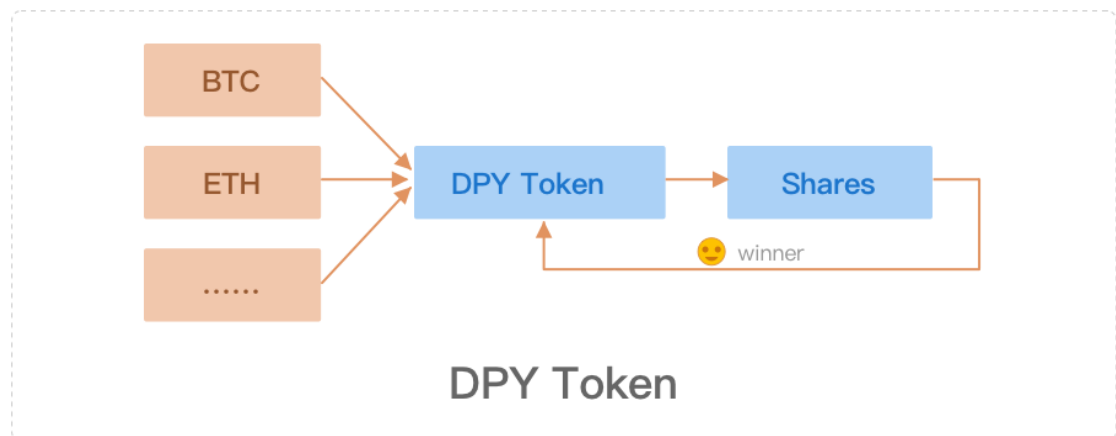 BTC
ETH
......
DPY Token
Shares
winner
DPY Token